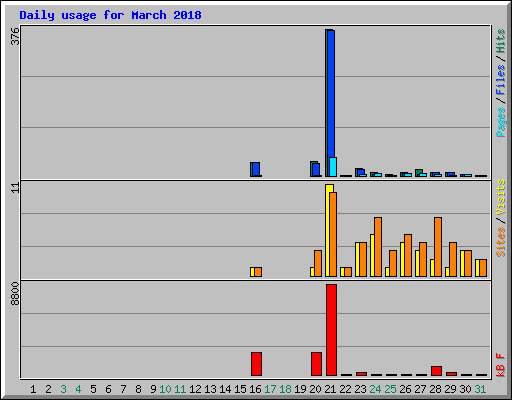 Daily usage for March 2018
376
11
8800
Pages / Files / Hits
Sites / Visits
kB F
1 2 3 4 5 6 7 8 9 10 11 12 13 14 15 16 17 18 19 20 21 22 23 24 25 26 27 28 29 30 31